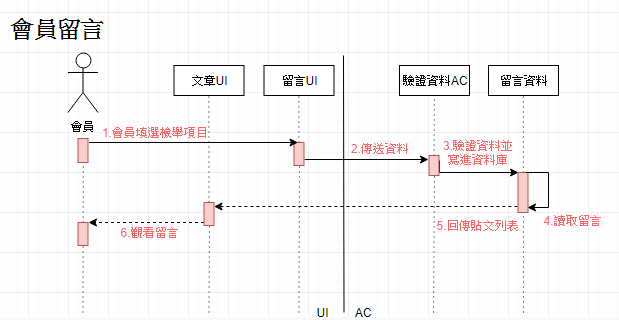 會員留言
文章UI
留言UI
驗證資料AC
留言資料
會員
1.會員填選檢舉項目
2.傳送資料
3.驗證資料並
寫進資料庫
4.讀取留言
5.回傳貼文列表
6.觀看留言
UI
AC